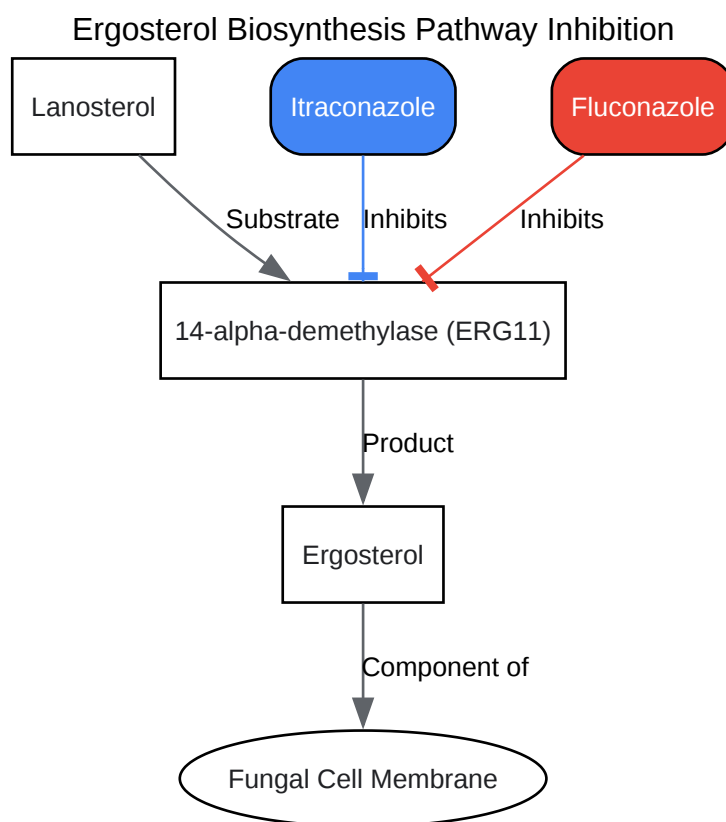 Ergosterol Biosynthesis Pathway Inhibition
Lanosterol
Itraconazole
Fluconazole
Substrate
Inhibits
Inhibits
14-alpha-demethylase (ERG11)
Product
Ergosterol
Component of
Fungal Cell Membrane